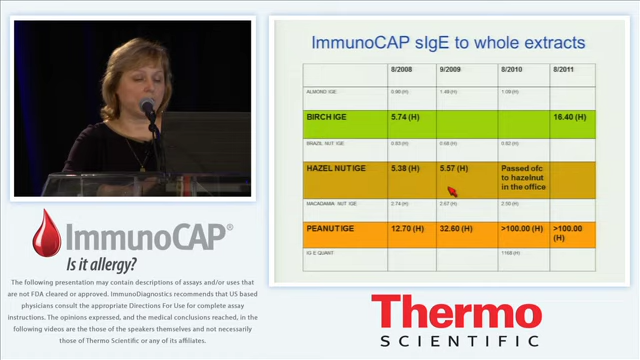 ImmunoCAP sIgE to whole extracts
8/2008 9/2009 8/2010 8/2011
ALMOND IGE 0.90 (H) 1.48 (H) 1.08 (H)
BIRCH IGE 5.74 (H) 16.40 (H)
BRAZIL NUT IGE 0.83 (H) 0.68 (H) 0.82 (H)
HAZEL NUT IGE 5.38 (H) 5.57 (H) Passed ofc
to hazelnut
in the office
MACADAMIA NUT IGE 2.74 (H) 2.67 (H) 2.50 (H)
PEANUT IGE 12.70 (H) 32.60 (H) >100.00 (H) >100.00
(H)
IG E QUANT 1168 (H)
ImmunoCAP®
Is it allergy?
The following presentation may contain descriptions of assays and/or uses that
are not FDA cleared or approved. ImmunoDiagnostics recommends that US based
physicians consult the appropriate Directions For Use for complete assay
instructions. The opinions expressed, and the medical conclusions reached, in the
following videos are the those of the speakers themselves and not necessarily
those of Thermo Scientific or any of its affiliates.
Thermo
SCIENTIFIC